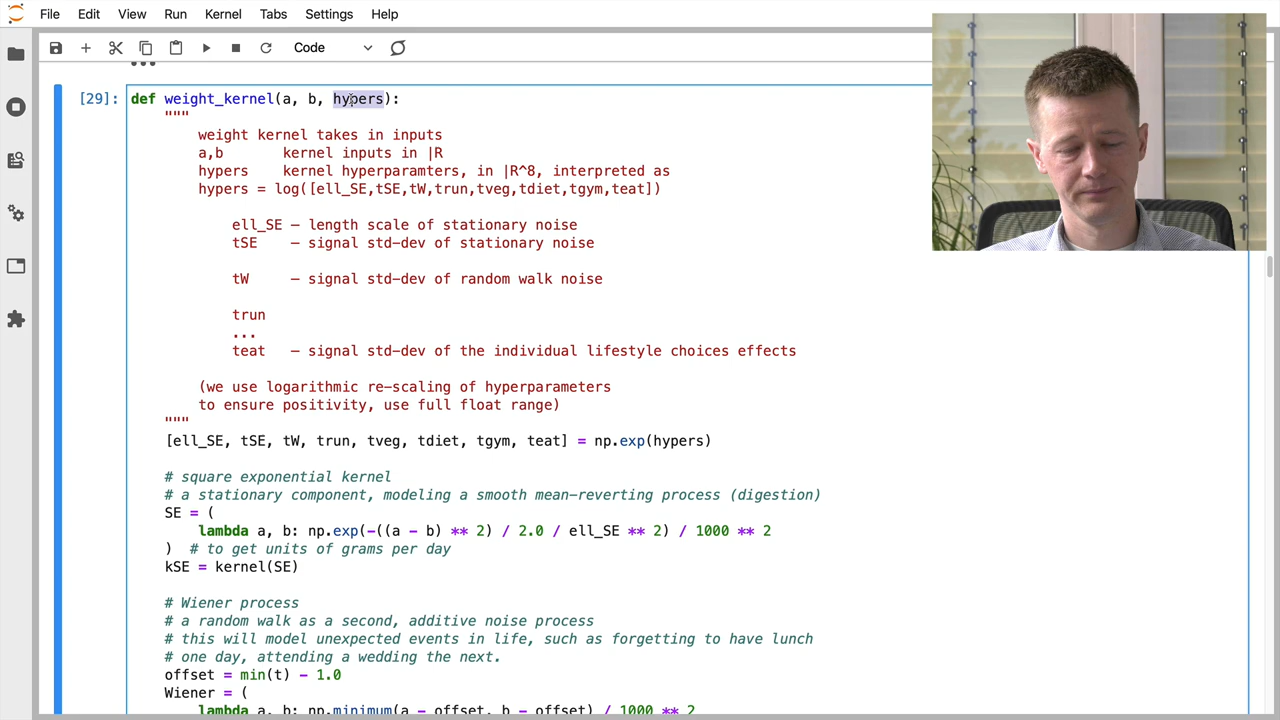 File Edit View Run Kernel Tabs Settings Help
Code
[29]: def weight_kernel(a, b, hypers):
"""
weight kernel takes in inputs
a,b kernel inputs in |R
hypers kernel hyperparamters, in |R^8, interpreted as
hypers = log([ell_SE,tSE,tW,trun,tveg,tdiet,tgym,teat])
ell_SE – length scale of stationary noise
tSE – signal std-dev of stationary noise
tW – signal std-dev of random walk noise
trun
...
teat – signal std-dev of the individual lifestyle choices effects
(we use logarithmic re-scaling of hyperparameters
to ensure positivity, use full float range)
"""
[ell_SE, tSE, tW, trun, tveg, tdiet, tgym, teat] = np.exp(hypers)
# square exponential kernel
# a stationary component, modeling a smooth mean-reverting process (digestion)
SE = (
lambda a, b: np.exp(-((a - b) ** 2) / 2.0 / ell_SE ** 2) / 1000 ** 2
) # to get units of grams per day
kSE = kernel(SE)
# Wiener process
# a random walk as a second, additive noise process
# this will model unexpected events in life, such as forgetting to have lunch
# one day, attending a wedding the next.
offset = min(t) - 1.0
Wiener = (
lambda a, b: np.minimum(a - offset, b - offset) / 1000 ** 2